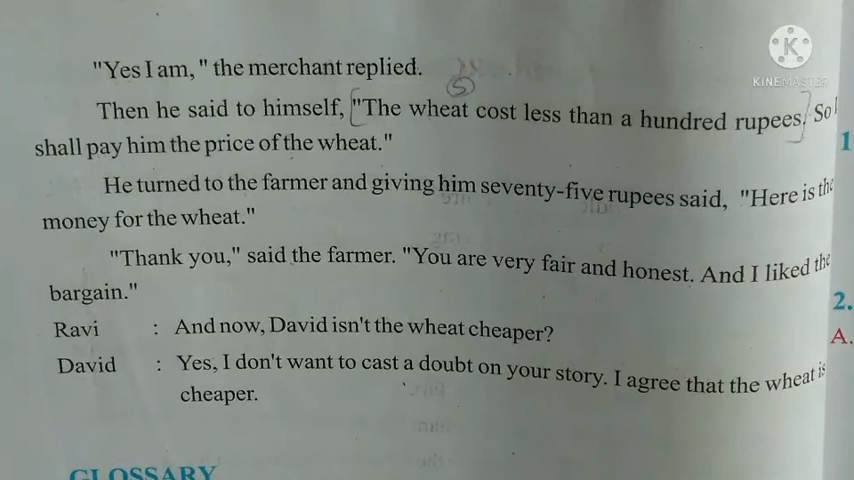 KINEMASTER
"Yes I am, " the merchant replied.
5
Then he said to himself, "The wheat cost less than a hundred rupees. So I
shall pay him the price of the wheat."
1
He turned to the farmer and giving him seventy-five rupees said, "Here is the
money for the wheat."
"Thank you," said the farmer. "You are very fair and honest. And I liked the
bargain."
2.
Ravi : And now, David isn't the wheat cheaper?
A.
David : Yes, I don't want to cast a doubt on your story. I agree that the wheat is
cheaper.
GLOSSARY